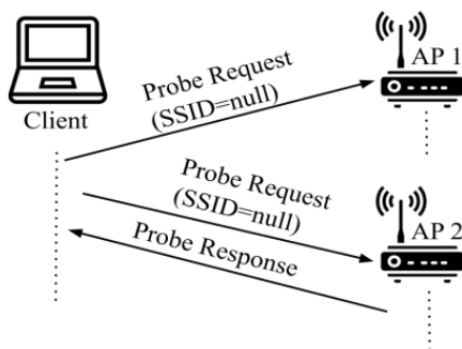 AP 1
Client
Probe Request
(SSID=null)
Probe Request
(SSID=null)
AP 2
Probe Response